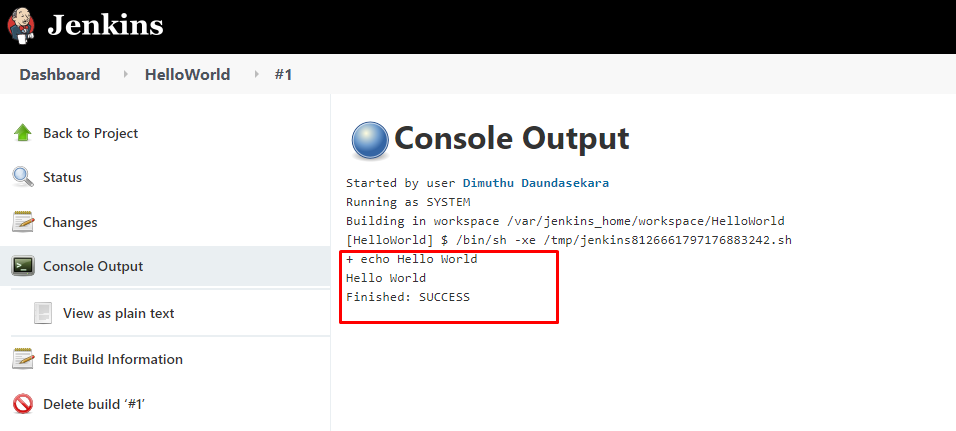 Jenkins
Dashboard
HelloWorld
#1
Back to Project
Status
Changes
Console Output
View as plain text
Edit Build Information
Delete build ‘#1’
Console Output
Started by user Dimuthu Daundasekara
Running as SYSTEM
Building in workspace /var/jenkins_home/workspace/HelloWorld
[HelloWorld] $ /bin/sh -xe /tmp/jenkins8126661797176883242.sh
+ echo Hello World
Hello World
Finished: SUCCESS